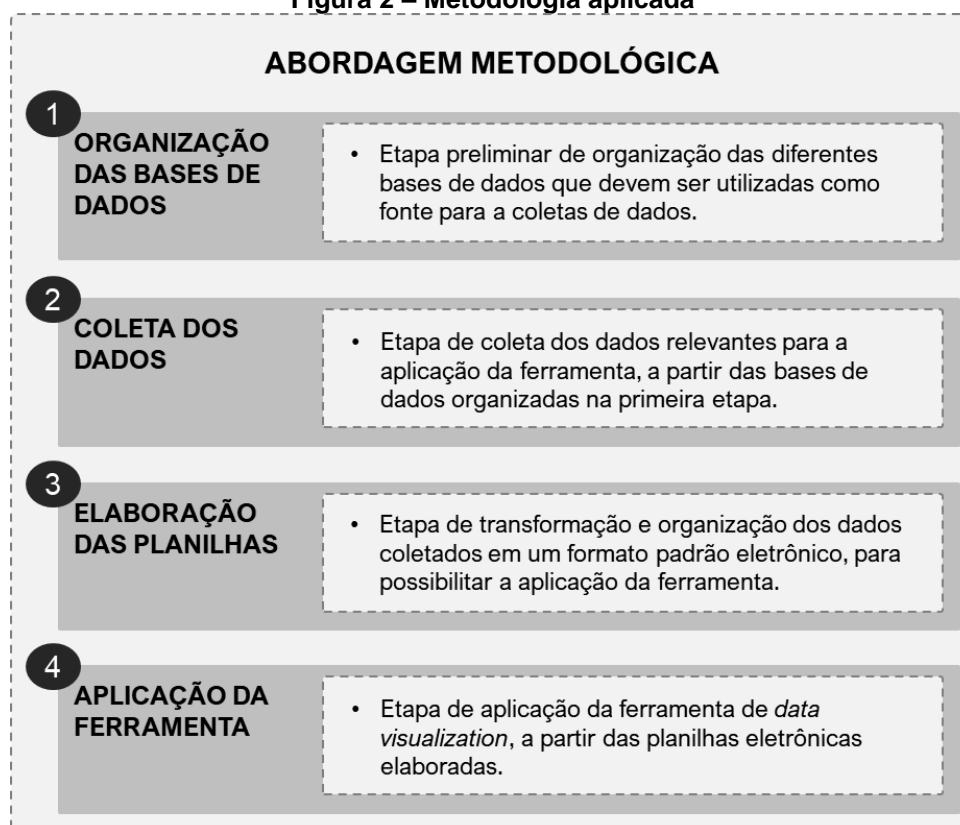 Figura 2 – Metodologia aplicada
ABORDAGEM METODOLÓGICA
1
ORGANIZAÇÃO
DAS BASES DE
DADOS
• Etapa preliminar de organização das diferentes
bases de dados que devem ser utilizadas como
fonte para a coletas de dados.
2
COLETA DOS
DADOS
• Etapa de coleta dos dados relevantes para a
aplicação da ferramenta, a partir das bases de
dados organizadas na primeira etapa.
3
ELABORAÇÃO
DAS PLANILHAS
• Etapa de transformação e organização dos dados
coletados em um formato padrão eletrônico, para
possibilitar a aplicação da ferramenta.
4
APLICAÇÃO DA
FERRAMENTA
• Etapa de aplicação da ferramenta de data
visualization, a partir das planilhas eletrônicas
elaboradas.